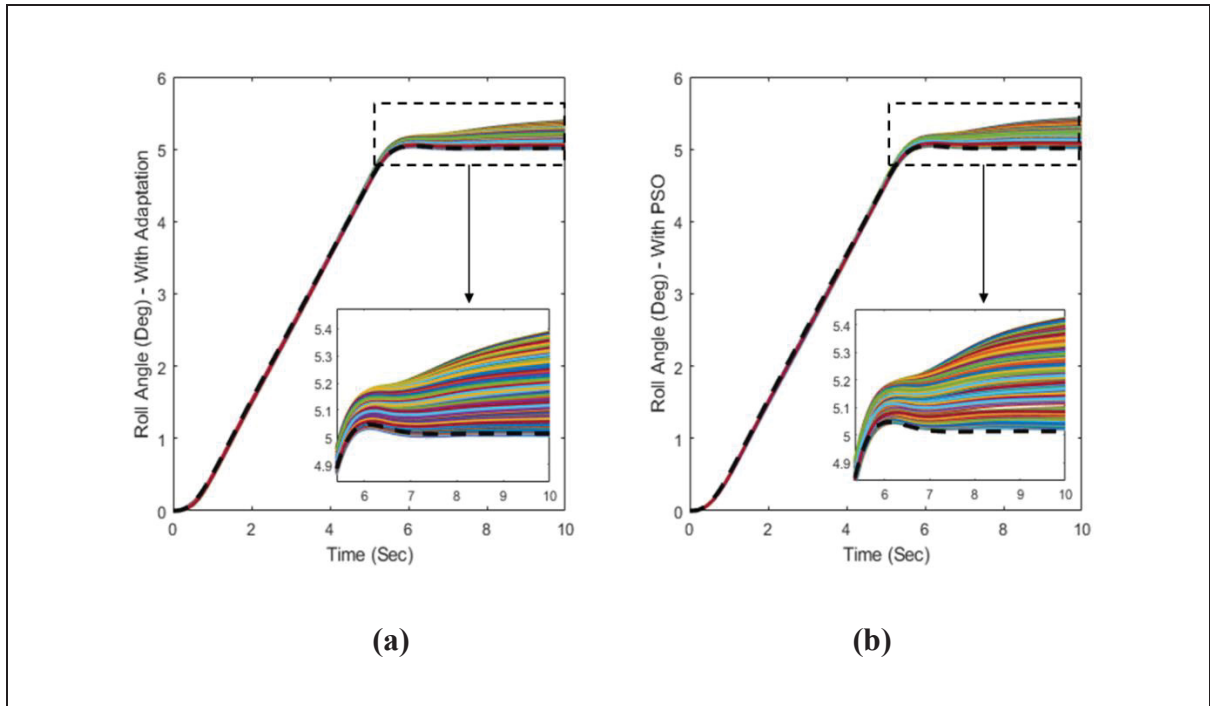 6
5
4
3
2
1
0
Roll Angle (Deg) - With Adaptation
5.4
5.3
5.2
5.1
5
4.9
6 7 8 9 10
0 2 4 6 8 10
Time (Sec)
(a)
6
5
4
3
2
1
0
Roll Angle (Deg) - With PSO
5.4
5.3
5.2
5.1
5
4.9
6 7 8 9 10
0 2 4 6 8 10
Time (Sec)
(b)